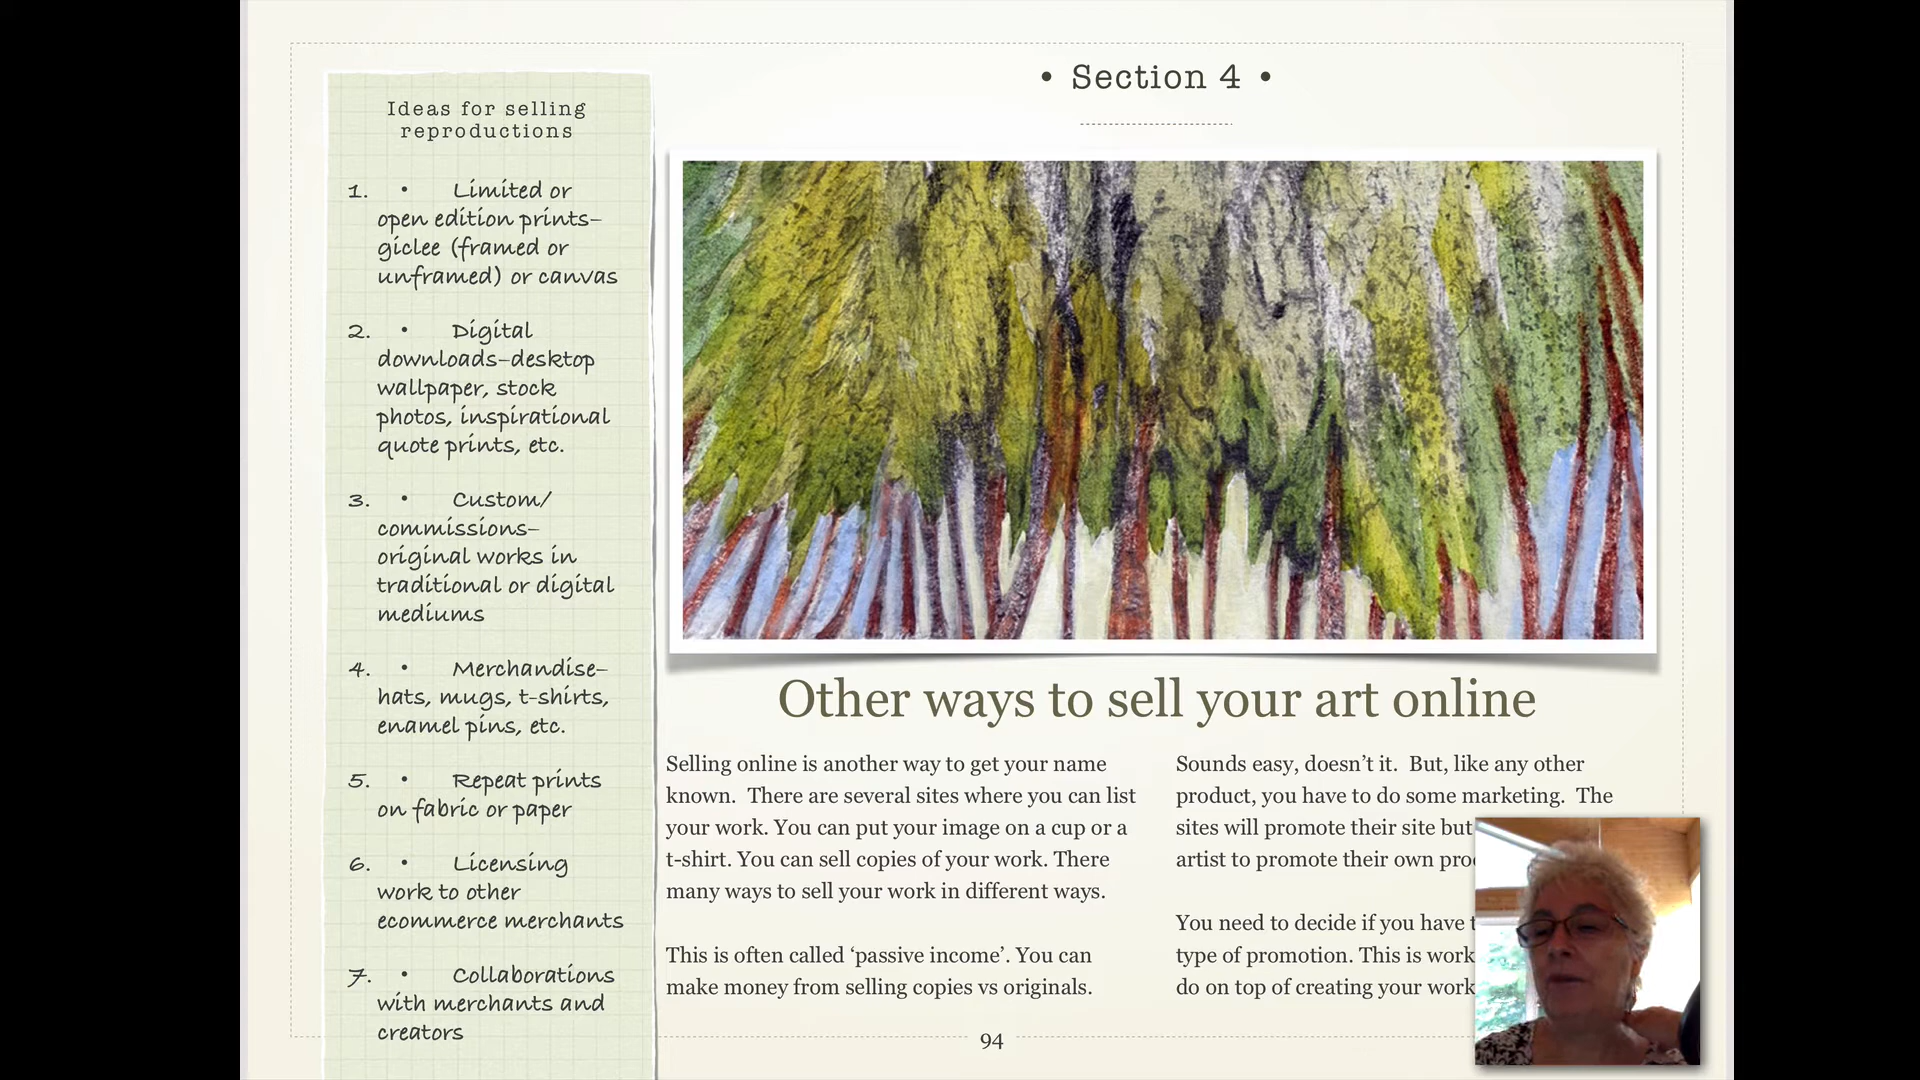 • Section 4 •
Ideas for selling
reproductions
1. • Limited or
open edition prints–
giclee (framed or
unframed) or canvas
2. • Digital
downloads–desktop
wallpaper, stock
photos, inspirational
quote prints, etc.
3. • Custom/
commissions–
original works in
traditional or digital
mediums
4. • Merchandise–
hats, mugs, t-shirts,
enamel pins, etc.
5. • Repeat prints
on fabric or paper
6. • Licensing
work to other
ecommerce merchants
7. • Collaborations
with merchants and
creators
Other ways to sell your art online
Selling online is another way to get your name
known. There are several sites where you can list
your work. You can put your image on a cup or a
t-shirt. You can sell copies of your work. There
many ways to sell your work in different ways.
This is often called ‘passive income’. You can
make money from selling copies vs originals.
Sounds easy, doesn’t it. But, like any other
product, you have to do some marketing. The
sites will promote their site but
artist to promote their own
You need to decide if you have
type of promotion. This is work
do on top of creating your work
94